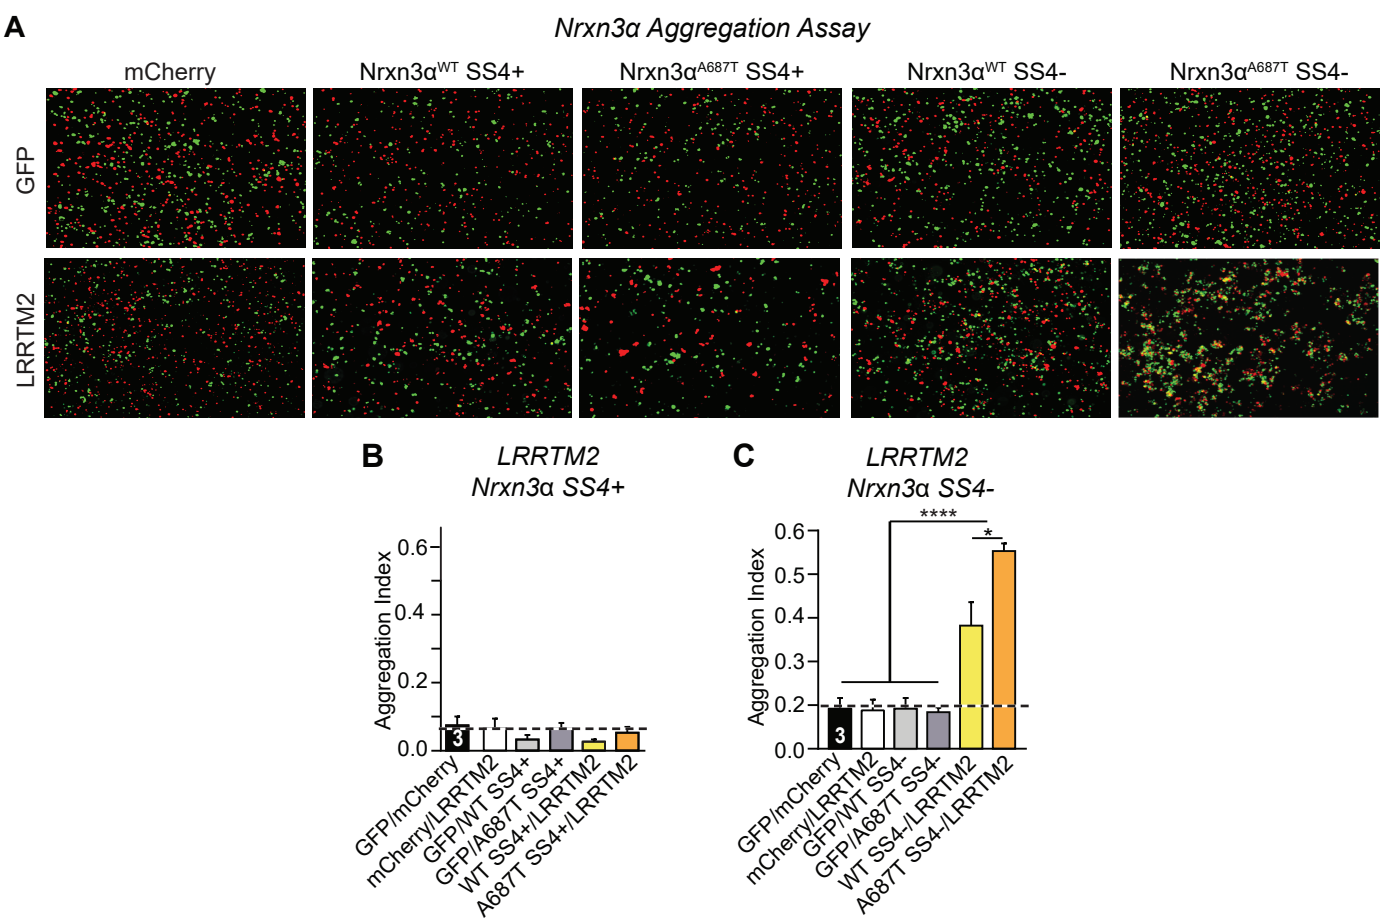 A
Nrxn3α Aggregation Assay
mCherry
Nrxn3αWT SS4+
Nrxn3αA687T SS4+
Nrxn3αWT SS4-
Nrxn3αA687T SS4-
GFP
LRRTM2
B
LRRTM2
Nrxn3α SS4+
Aggregation Index
0.6
0.4
0.2
0.0
3
GFP/mCherry
mCherry/LRRTM2
GFP/WT SS4+
GFP/A687T SS4+
WT SS4+/LRRTM2
A687T SS4+/LRRTM2
C
LRRTM2
Nrxn3α SS4-
****
*
Aggregation Index
0.6
0.5
0.4
0.3
0.2
0.0
3
GFP/mCherry
mCherry/LRRTM2
GFP/WT SS4-
GFP/A687T SS4-
WT SS4-/LRRTM2
A687T SS4-/LRRTM2